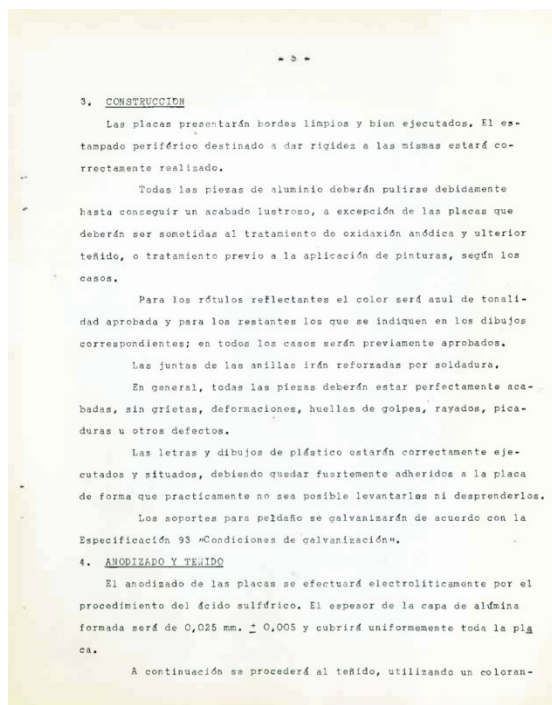 - 3 -
3. CONSTRUCCION
Las placas presentarán bordes limpios y bien ejecutados. El es-
tampado periférico destinado a dar rigidez a las mismas estará co-
rrectamente realizado.
Todas las piezas de aluminio deberán pulirse debidamente
hasta conseguir un acabado lustroso, a excepción de las placas que
deberán ser sometidas al tratamiento de oxidaxión anódica y ulterior
teñido, o tratamiento previo a la aplicación de pinturas, según los
casos.
Para los rótulos reflectantes el color será azul de tonali-
dad aprobada y para los restantes los que se indiquen en los dibujos
correspondientes; en todos los casos serán previamente aprobados.
Las juntas de las anillas irán reforzadas por soldadura.
En general, todas las piezas deberán estar perfectamente aca-
badas, sin grietas, deformaciones, huellas de golpes, rayados, pica-
duras u otros defectos.
Las letras y dibujos de plástico estarán correctamente eje-
cutados y situados, debiendo quedar fuertemente adheridos a la placa
de forma que practicamente no sea posible levantarlas ni desprenderlos.
Los soportes para peldaño se galvanizarán de acuerdo con la
Especificación 93 "Condiciones de galvanización".
4. ANODIZADO Y TEÑIDO
El anodizado de las placas se efectuará electroliticamente por el
procedimiento del ácido sulfúrico. El espesor de la capa de alúmina
formada será de 0,025 mm. ± 0,005 y cubrirá uniformemente toda la pla
ca.
A continuación se procederá al teñido, utilizando un coloran-